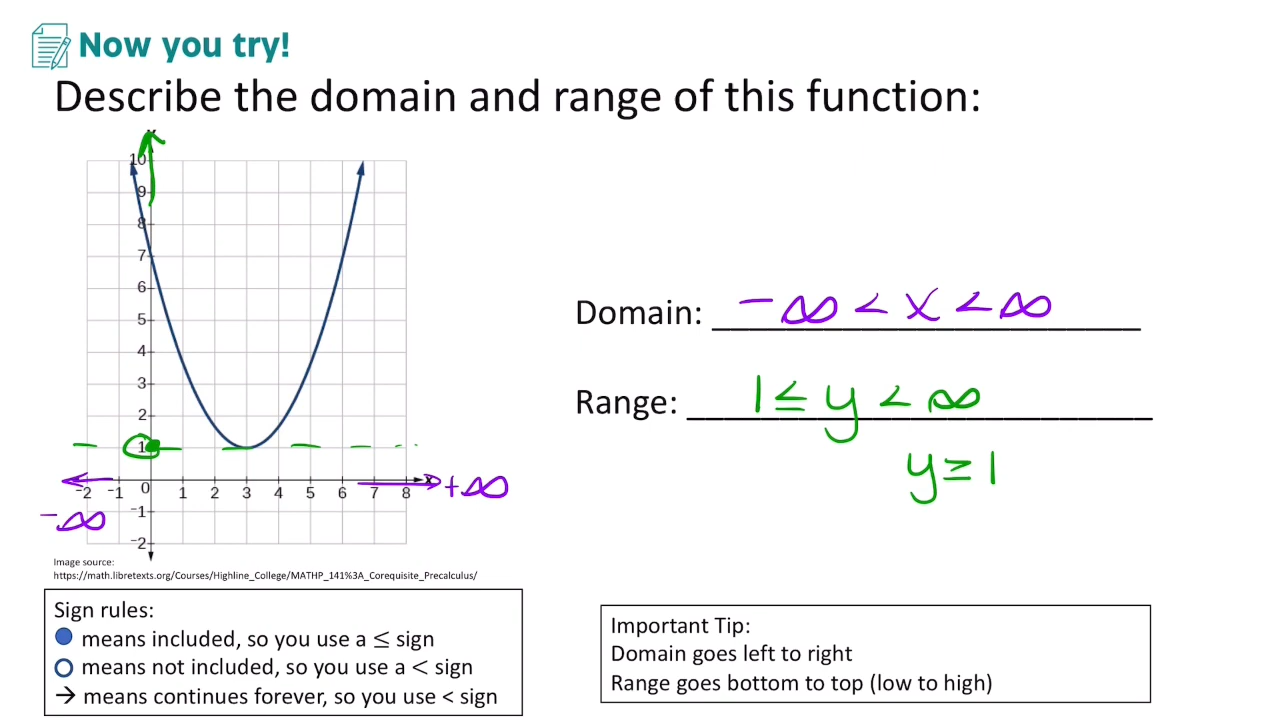 Now you try!
Describe the domain and range of this function:
10
9
8
7
6
5
4
3
2
1
-2 -1 0 1 2 3 4 5 6 7 8 x +∞
-∞
-1
-2
Domain: -∞ < x < ∞
Range: 1 ≤ y < ∞
y ≥ 1
Image source:
https://math.libretexts.org/Courses/Highline_College/MATHP_141%3A_Corequisite_Precalculus/
Sign rules:
means included, so you use a ≤ sign
means not included, so you use a < sign
→ means continues forever, so you use < sign
Important Tip:
Domain goes left to right
Range goes bottom to top (low to high)